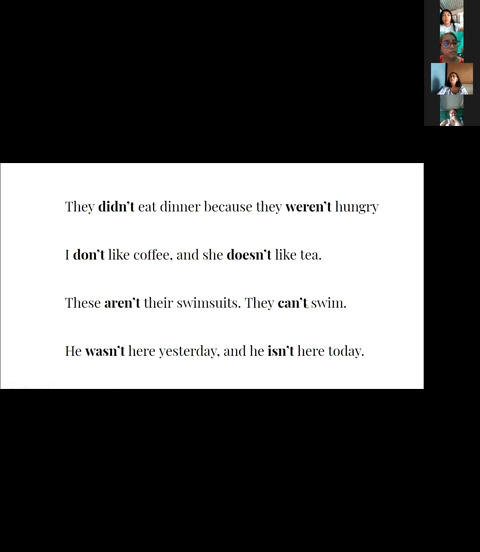 They didn't eat dinner because they weren't hungry
I don't like coffee, and she doesn't like tea.
These aren't their swimsuits. They can't swim.
He wasn't here yesterday, and he isn't here today.